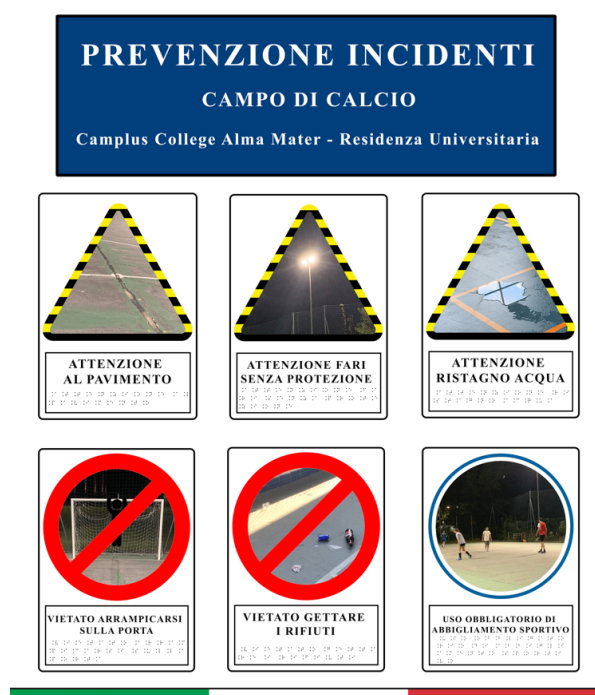 PREVENZIONE INCIDENTI
CAMPO DI CALCIO
Camplus College Alma Mater - Residenza Universitaria
ATTENZIONE
AL PAVIMENTO
ATTENZIONE FARI
SENZA PROTEZIONE
ATTENZIONE
RISTAGNO ACQUA
VIETATO ARRAMPICARSI
SULLA PORTA
VIETATO GETTARE
I RIFIUTI
USO OBBLIGATORIO DI
ABBIGLIAMENTO SPORTIVO